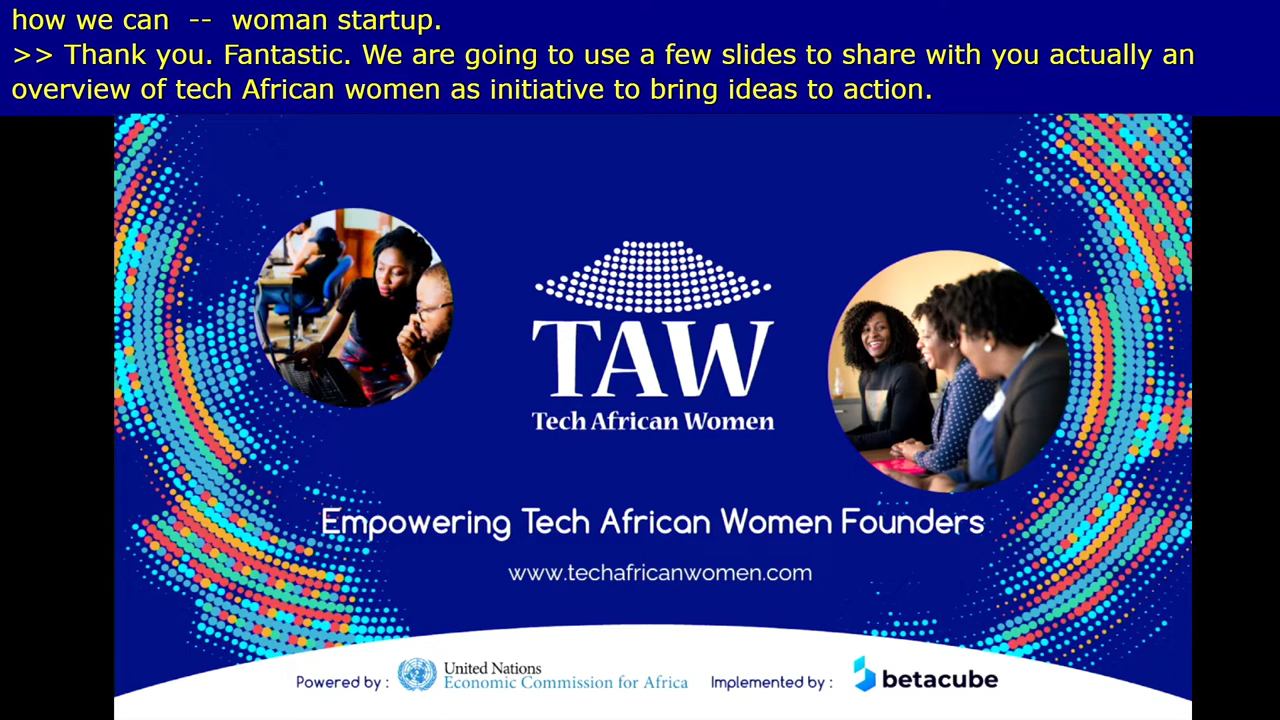 how we can  --  woman startup.
>> Thank you. Fantastic. We are going to use a few slides to share with you actually an
overview of tech African women as initiative to bring ideas to action.
TAW
Tech African Women
Empowering Tech African Women Founders
www.techafricanwomen.com
Powered by :
United Nations
Economic Commission for Africa
Implemented by :
betacube